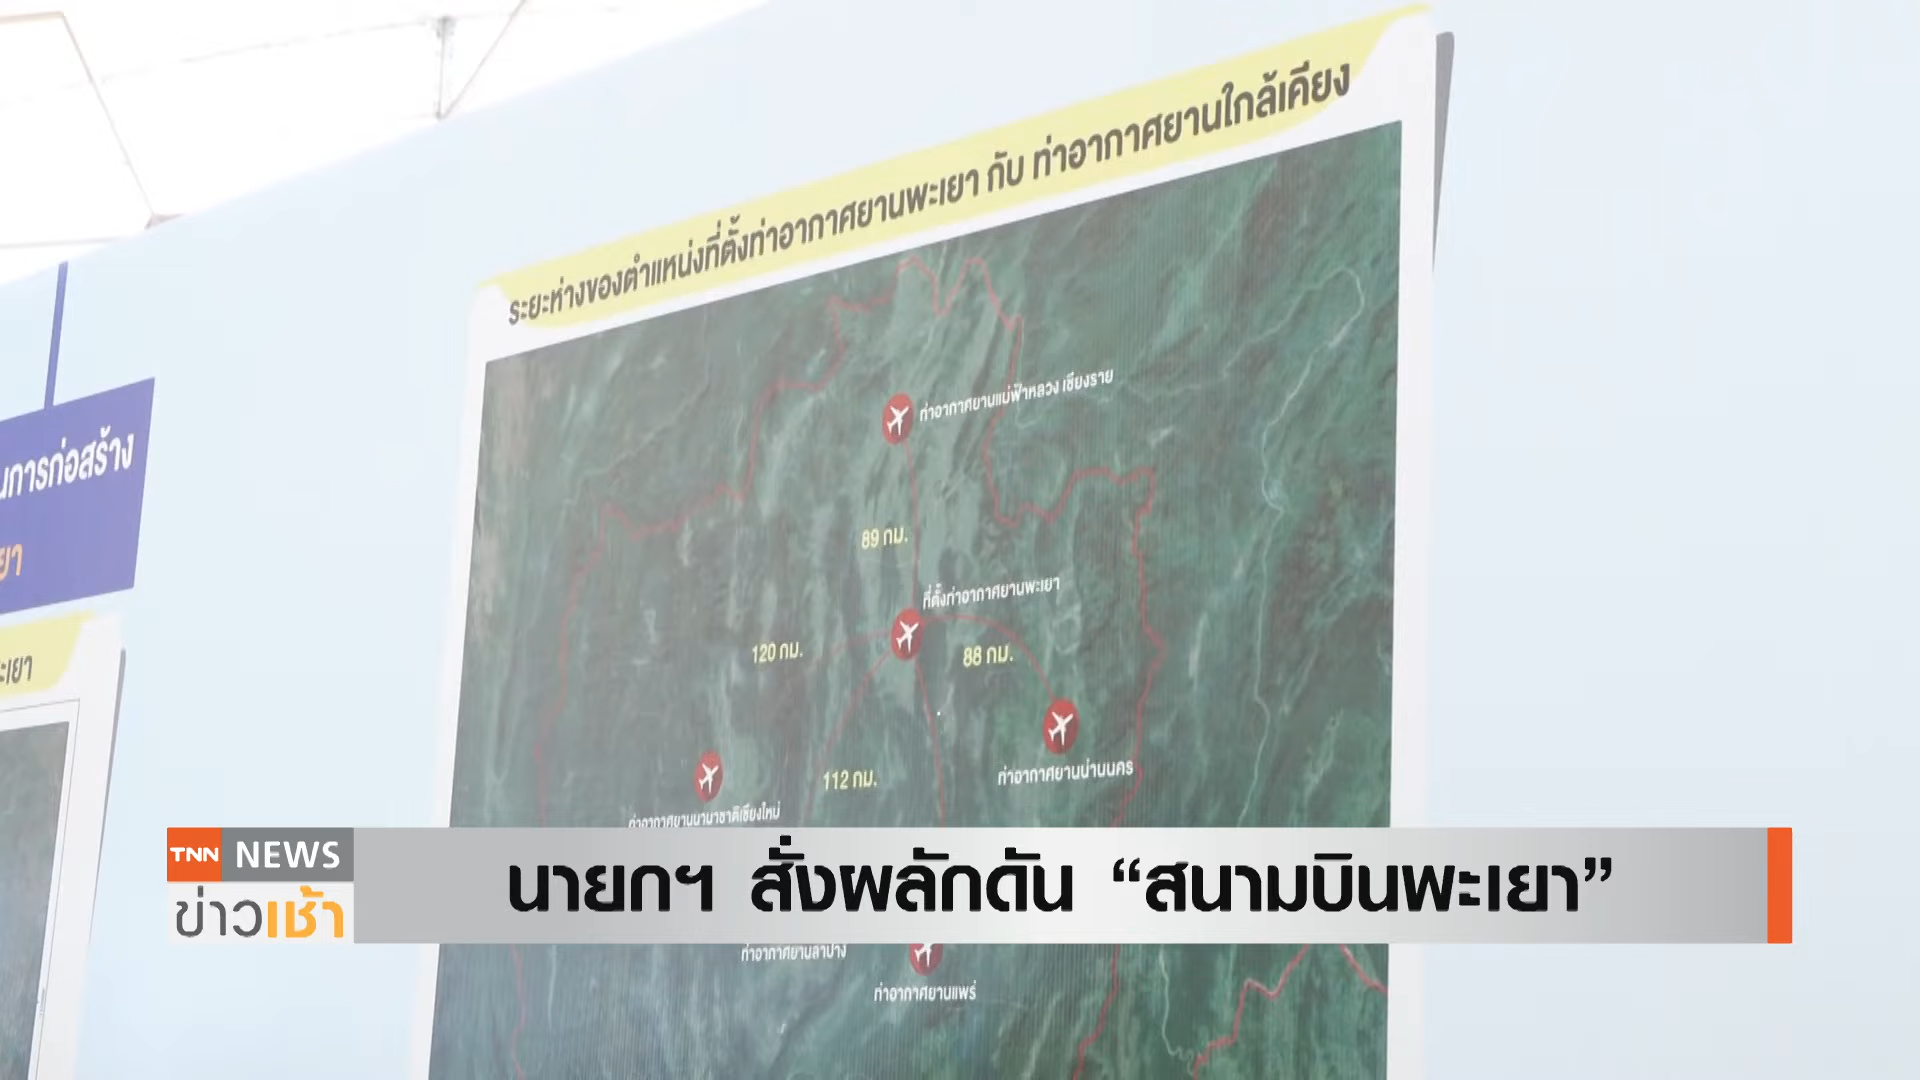 ระยะห่างของตำแหน่งที่ตั้งท่าอากาศยานพะเยา กับ ท่าอากาศยานใกล้เคียง
ท่าอากาศยานแม่ฟ้าหลวง เชียงราย
นการก่อสร้าง
89 กม.
ยา
ที่ตั้งท่าอากาศยานพะเยา
120 กม.
88 กม.
ะเยา
ท่าอากาศยานน่านนคร
112 กม.
ท่าอากาศยานนานาชาติเชียงใหม่
TNN NEWS
ข่าวเช้า
นายกฯ สั่งผลักดัน “สนามบินพะเยา”
ท่าอากาศยานลำปาง
ท่าอากาศยานแพร่